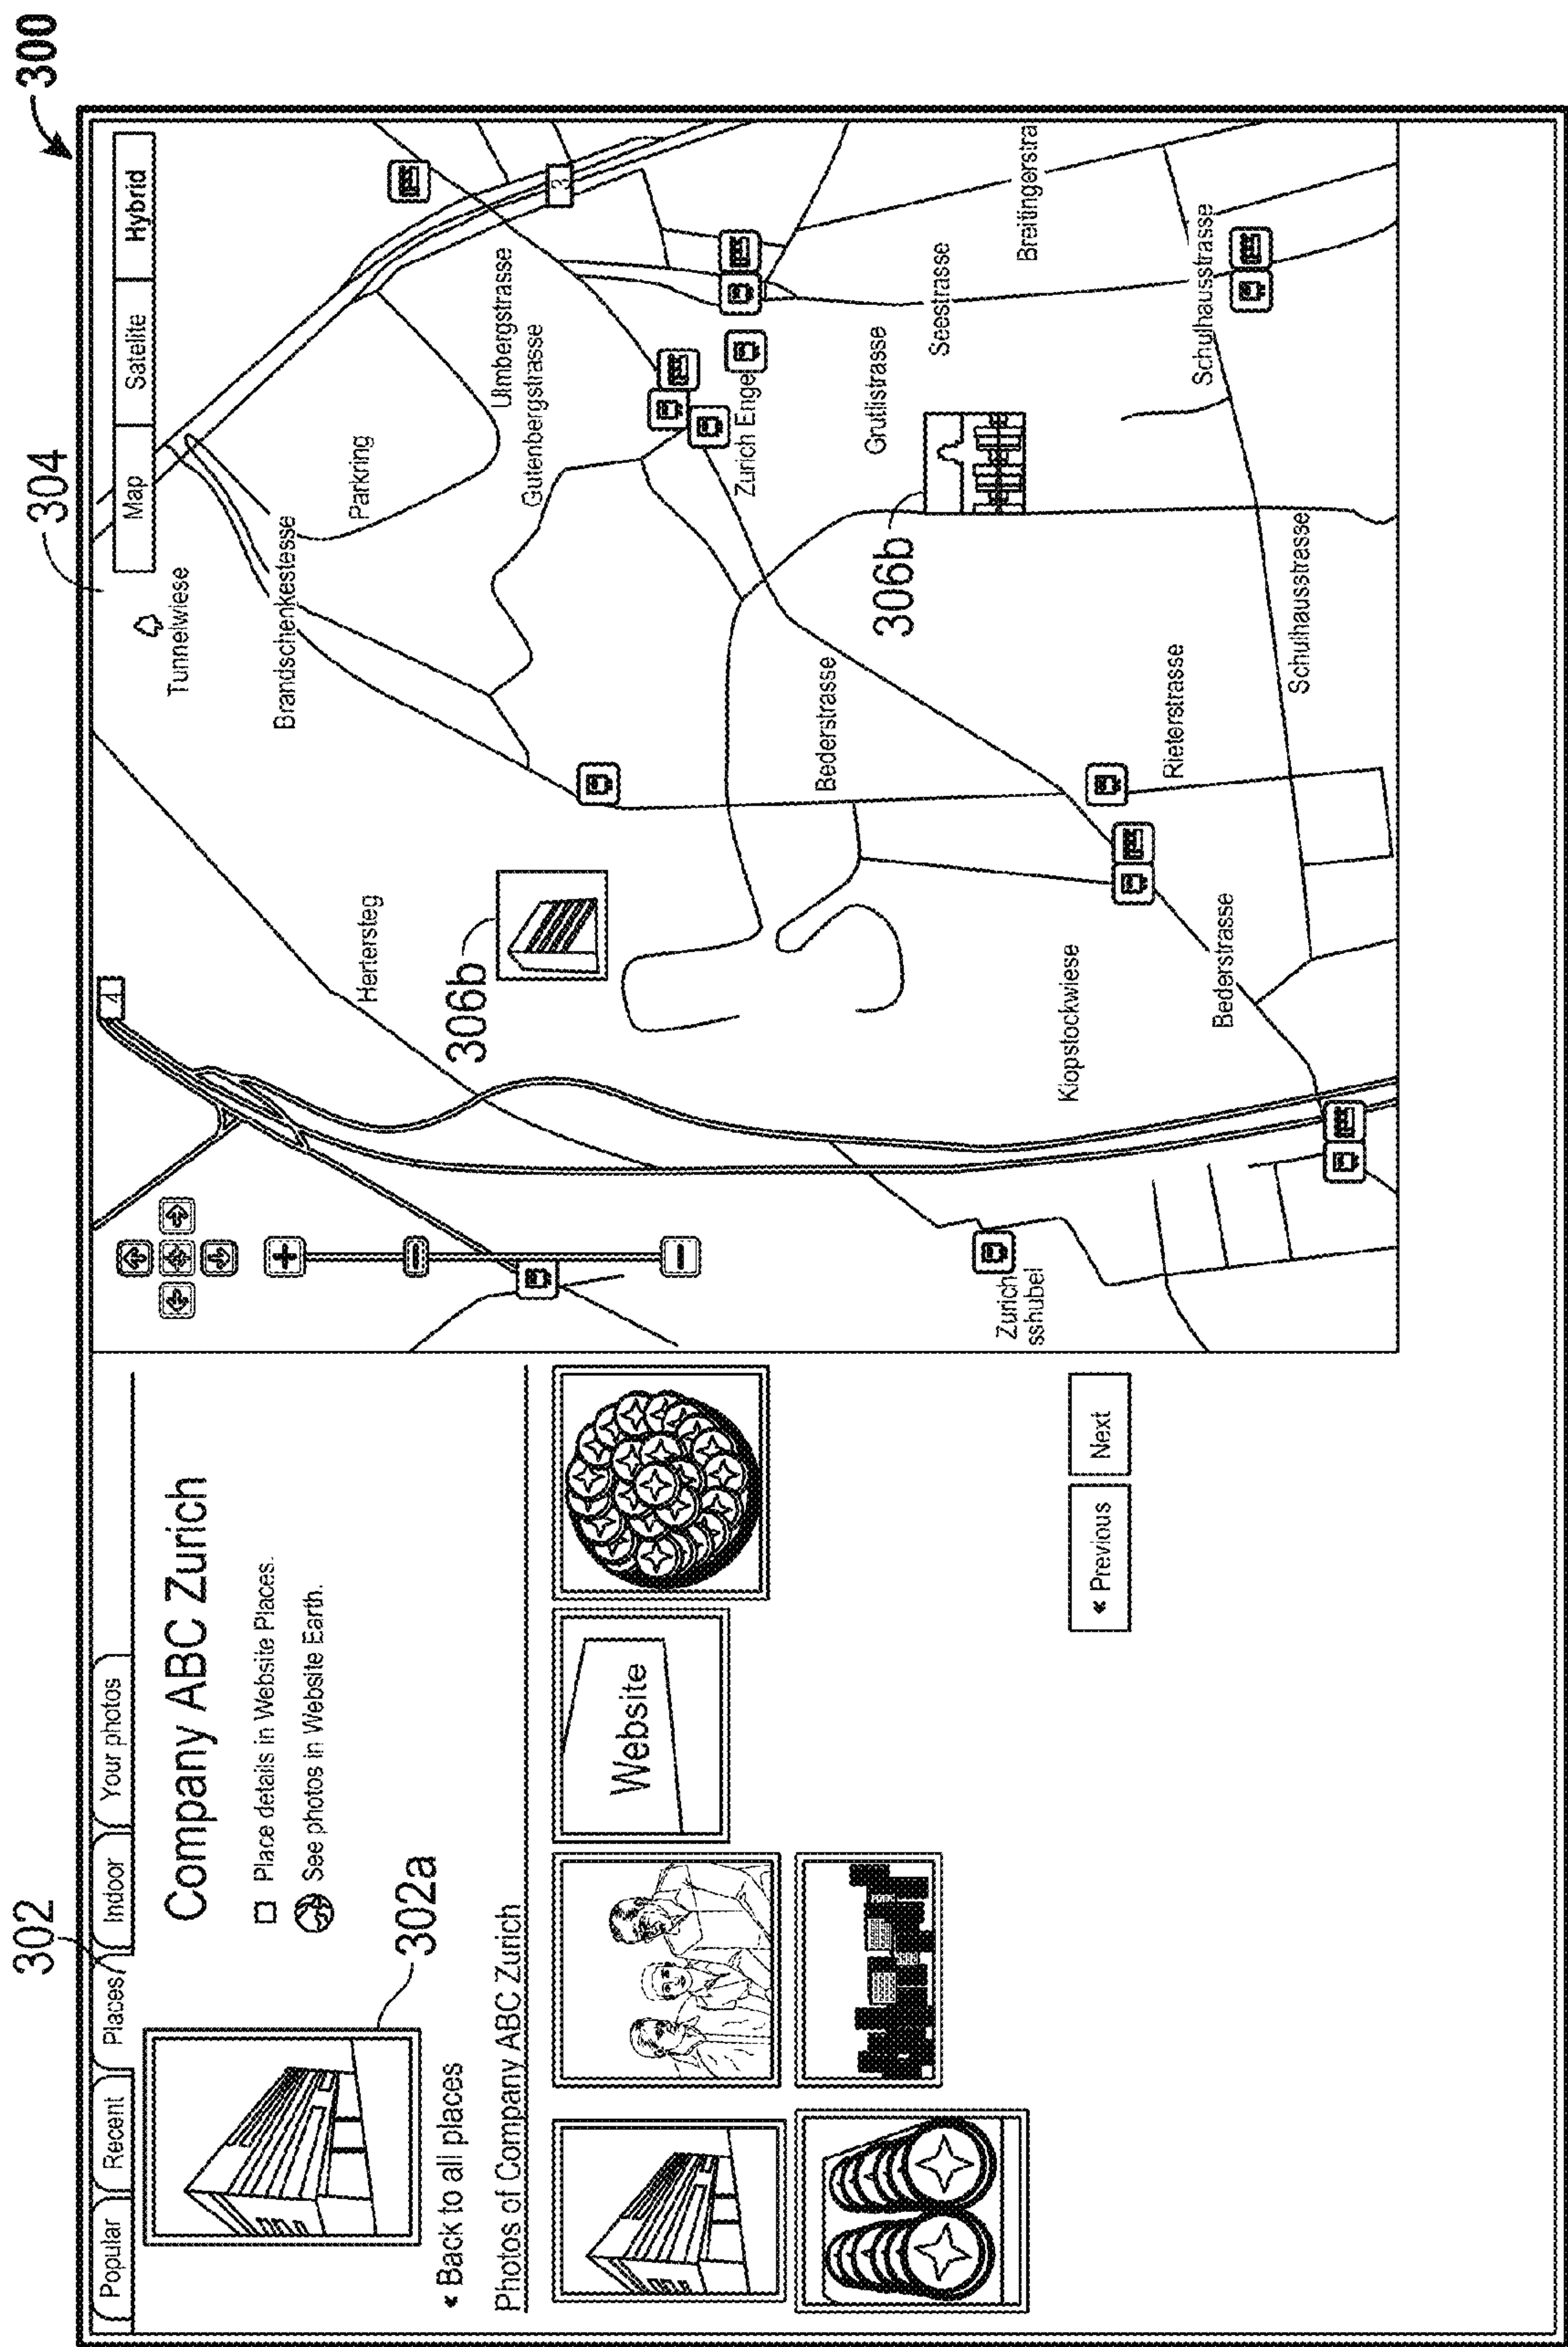 300
302
304
Popular
Recent
Places
Indoor
Your photos
Company ABC Zurich
Place details in Website Places.
See photos in Website Earth.
302a
« Back to all places
Photos of Company ABC Zurich
Website
« Previous
Next
Map
Satelite
Hybrid
4
Tunnelwiese
Brandschenkestesse
Parkring
Hertersteg
306b
Ulmbergstrasse
Gutenbergstrasse
3
Zurich Enge
Bederstrasse
Grutlistrasse
306b
Seestrasse
Breitingerstra
Zurich
sshubel
Klopstockwiese
Rieterstrasse
Schulhausstrasse
Bederstrasse
Schulhausstrasse